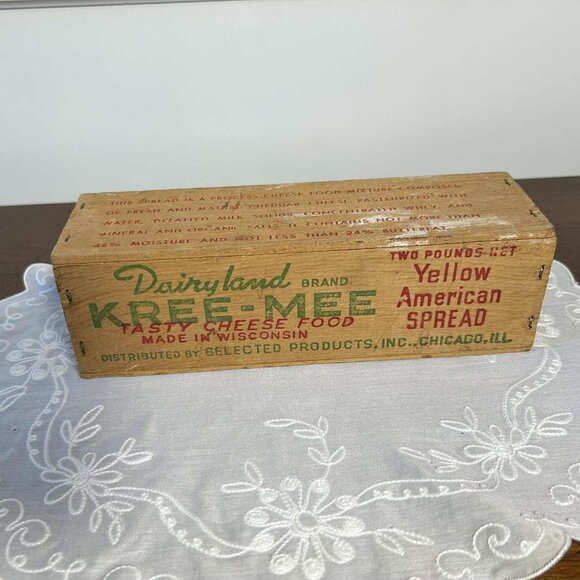 THIS SPREAD IS A PROCESS CHEESE FOOD MIXTURE COMPOSED
OF FRESH AND MATURE CHEDDAR CHEESE PASTEURIZED WITH
WATER, DEFATTED MILK SOLIDS, CONCENTRATED WHEY AND
MINERAL AND ORGANIC SALTS. IT CONTAINS NOT MORE THAN
45% MOISTURE AND NOT LESS THAN 24% BUTTERFAT.
Dairyland BRAND
KREE-MEE
TASTY CHEESE FOOD
MADE IN WISCONSIN
TWO POUNDS NET
Yellow
American
SPREAD
DISTRIBUTED BY SELECTED PRODUCTS, INC., CHICAGO, ILL.